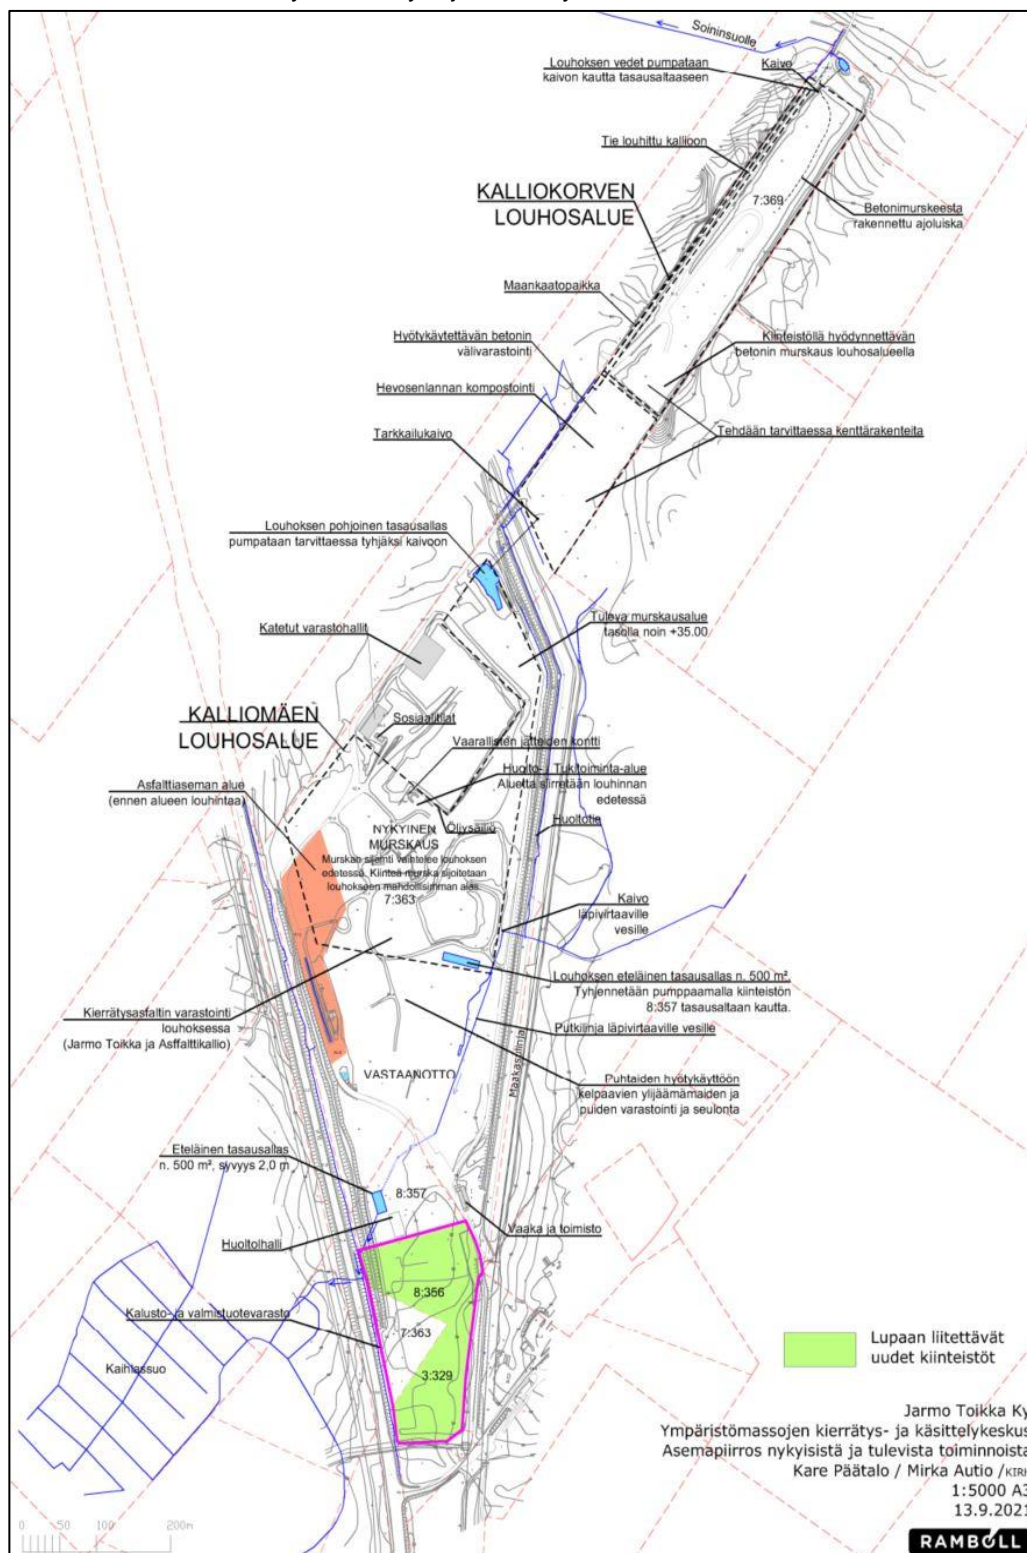 Soininsuolle
Louhoksen vedet pumpataan
kaivon kautta tasausaltaaseen
Kaivo
Tie louhittu kallioon
KALLIOKORVEN
LOUHOSALUE
7:369
Betonimurskeesta
rakennettu ajoluiska
Maankaatopaikka
Hyötykäytettävän betonin
välivarastointi
Kiinteistöllä hyödynnettävän
betonin murskaus louhosalueella
Hevosenlannan kompostointi
Tarkkailukaivo
Tehdään tarvittaessa kenttärakenteita
Louhoksen pohjoinen tasausallas
pumpataan tarvittaessa tyhjäksi kaivoon
Tuleva murskausalue
tasolla noin +35.00
Katetut varastohallit
KALLIOMÄEN
LOUHOSALUE
Sosiaalitilat
Vaarallisten jätteiden kontti
Huolto- / Tukitoiminta-alue
Aluetta siirretään louhinnan
edetessä
Asfalttiaseman alue
(ennen alueen louhintaa)
Öljysäiliö
Huoltotie
NYKYINEN
MURSKAUS
Murskan sijainti vaihtelee louhoksen
edetessä. Kiinteä murska sijoitetaan
louhokseen mahdollisimman alas.
7:363
Kaivo
läpivirtaaville
vesille
Louhoksen eteläinen tasausallas n. 500 m².
Tyhjennetään pumppaamalla kiinteistön
8:357 tasausaltaan kautta.
Kierrätysasfaltin varastointi
louhoksessa
(Jarmo Toikka ja Asffalttikallio)
Putkilinja läpivirtaaville vesille
Maakaasulinja
VASTAANOTTO
Puhtaiden hyötykäyttöön
kelpaavien ylijäämämaiden ja
puiden varastointi ja seulonta
Eteläinen tasausallas
n. 500 m², syvyys 2,0 m
8:357
Vaaka ja toimisto
Huoltolhalli
8:356
Kalusto- ja valmistuotevarasto
7:363
Kaihlassuo
3:329
Lupaan liitettävät
uudet kiinteistöt
Jarmo Toikka Ky
Ympäristömassojen kierrätys- ja käsittelykeskus
Asemapiirros nykyisistä ja tulevista toiminnoista
Kare Päätalo / Mirka Autio /KIRH
1:5000 A3
13.9.2021
0 50 100 200m
RAMBOLL